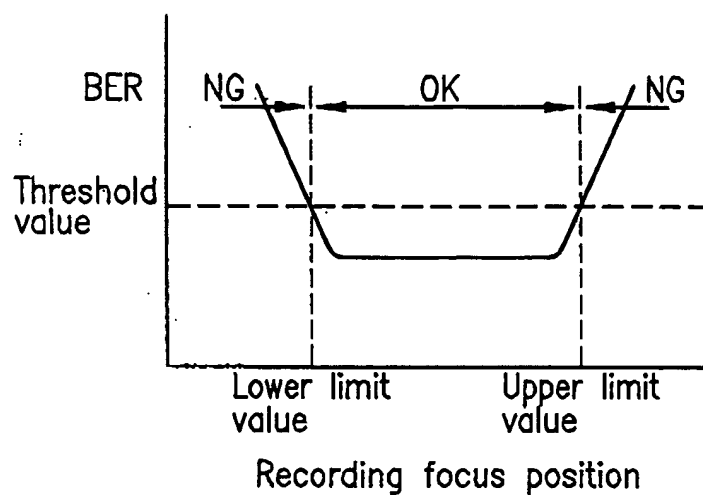 BER NG OK NG
Threshold
value
Lower limit
value
Upper limit
value
Recording focus position